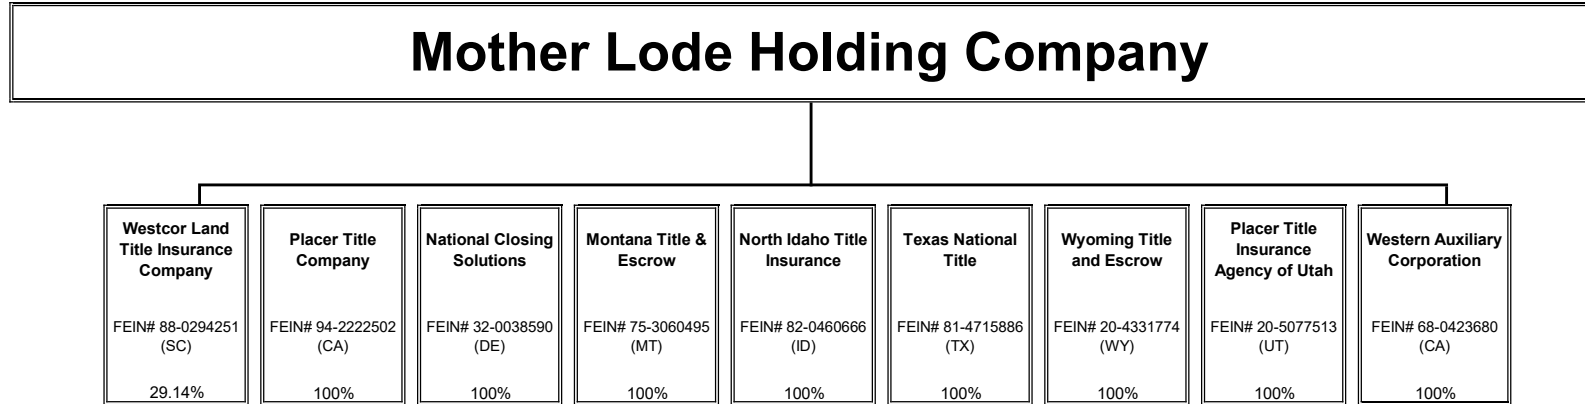 Mother Lode Holding Company
Westcor Land
Title Insurance
Company
FEIN# 88-0294251
(SC)
29.14%
Placer Title
Company
FEIN# 94-2222502
(CA)
100%
National Closing
Solutions
FEIN# 32-0038590
(DE)
100%
Montana Title &
Escrow
FEIN# 75-3060495
(MT)
100%
North Idaho Title
Insurance
FEIN# 82-0460666
(ID)
100%
Texas National
Title
FEIN# 81-4715886
(TX)
100%
Wyoming Title
and Escrow
FEIN# 20-4331774
(WY)
100%
Placer Title
Insurance
Agency of Utah
FEIN# 20-5077513
(UT)
100%
Western Auxiliary
Corporation
FEIN# 68-0423680
(CA)
100%